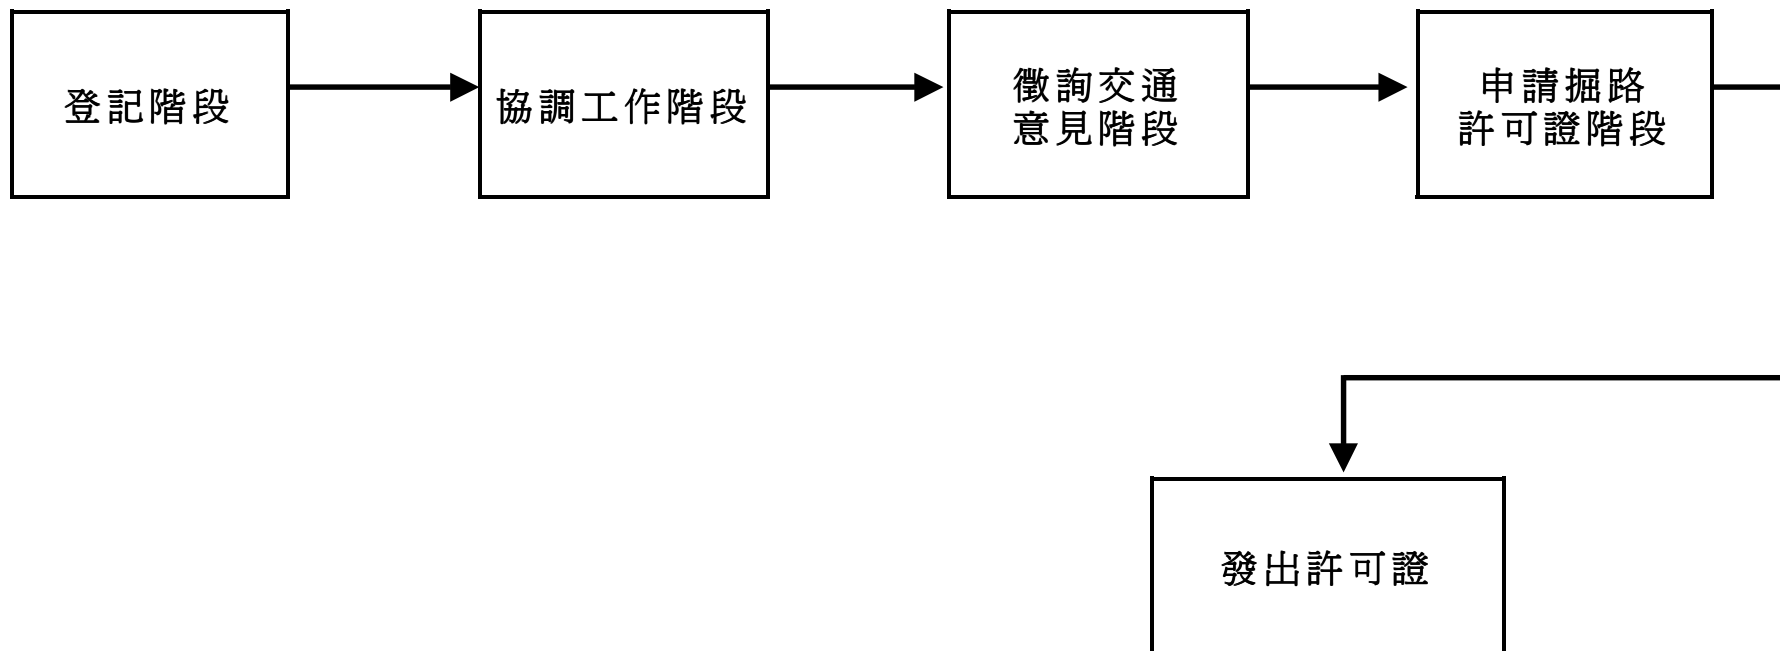 登記階段
協調工作階段
徵詢交通
意見階段
申請掘路
許可證階段
發出許可證